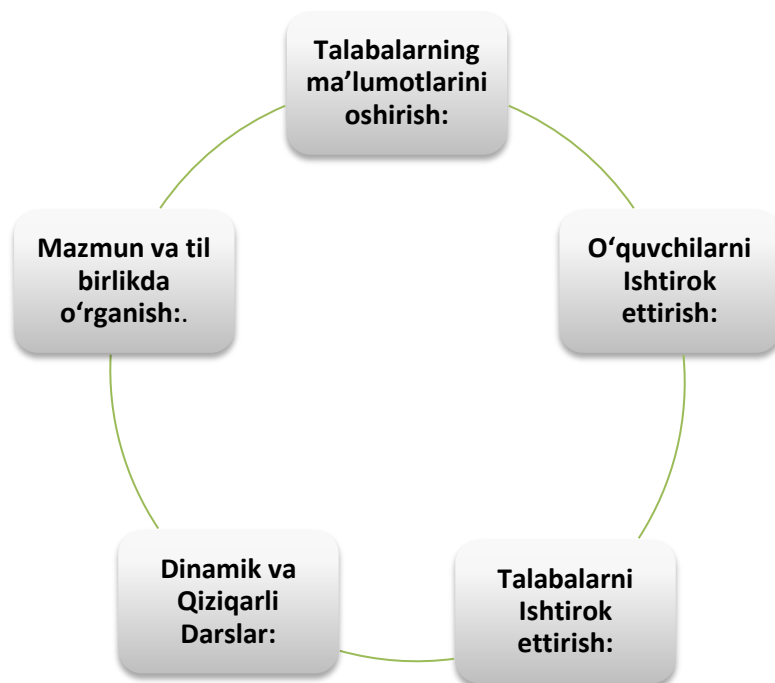 Talabalarning
ma’lumotlarini
oshirish:
O‘quvchilarni
Ishtirok
ettirish:
Talabalarni
Ishtirok
ettirish:
Dinamik va
Qiziqarli
Darslar:
Mazmun va til
birlikda
o‘rganish:.